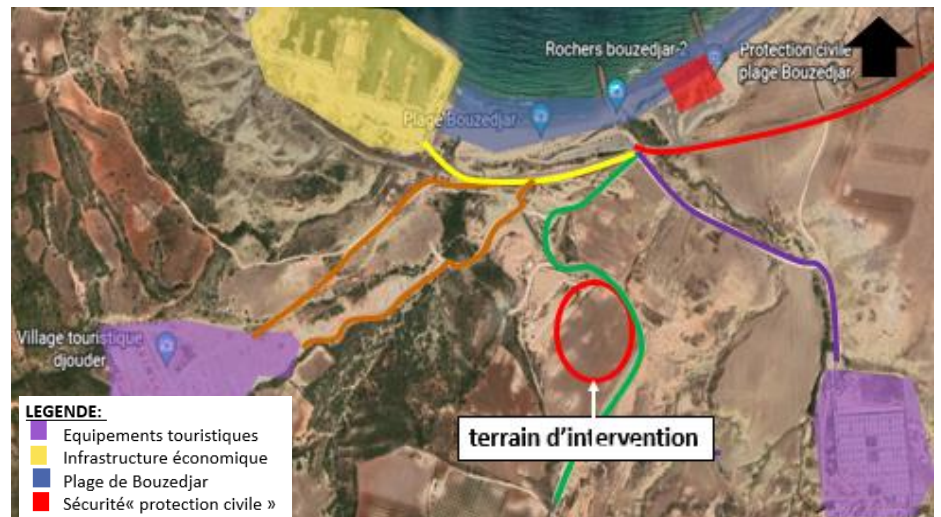 Rochers bouzedjar 2
Protection civile
plage Bouzedjar
Plage Bouzedjar
Village touristique
djouder
terrain d'intervention
LEGENDE:
Equipements touristiques
Infrastructure économique
Plage de Bouzedjar
Sécurité« protection civile »